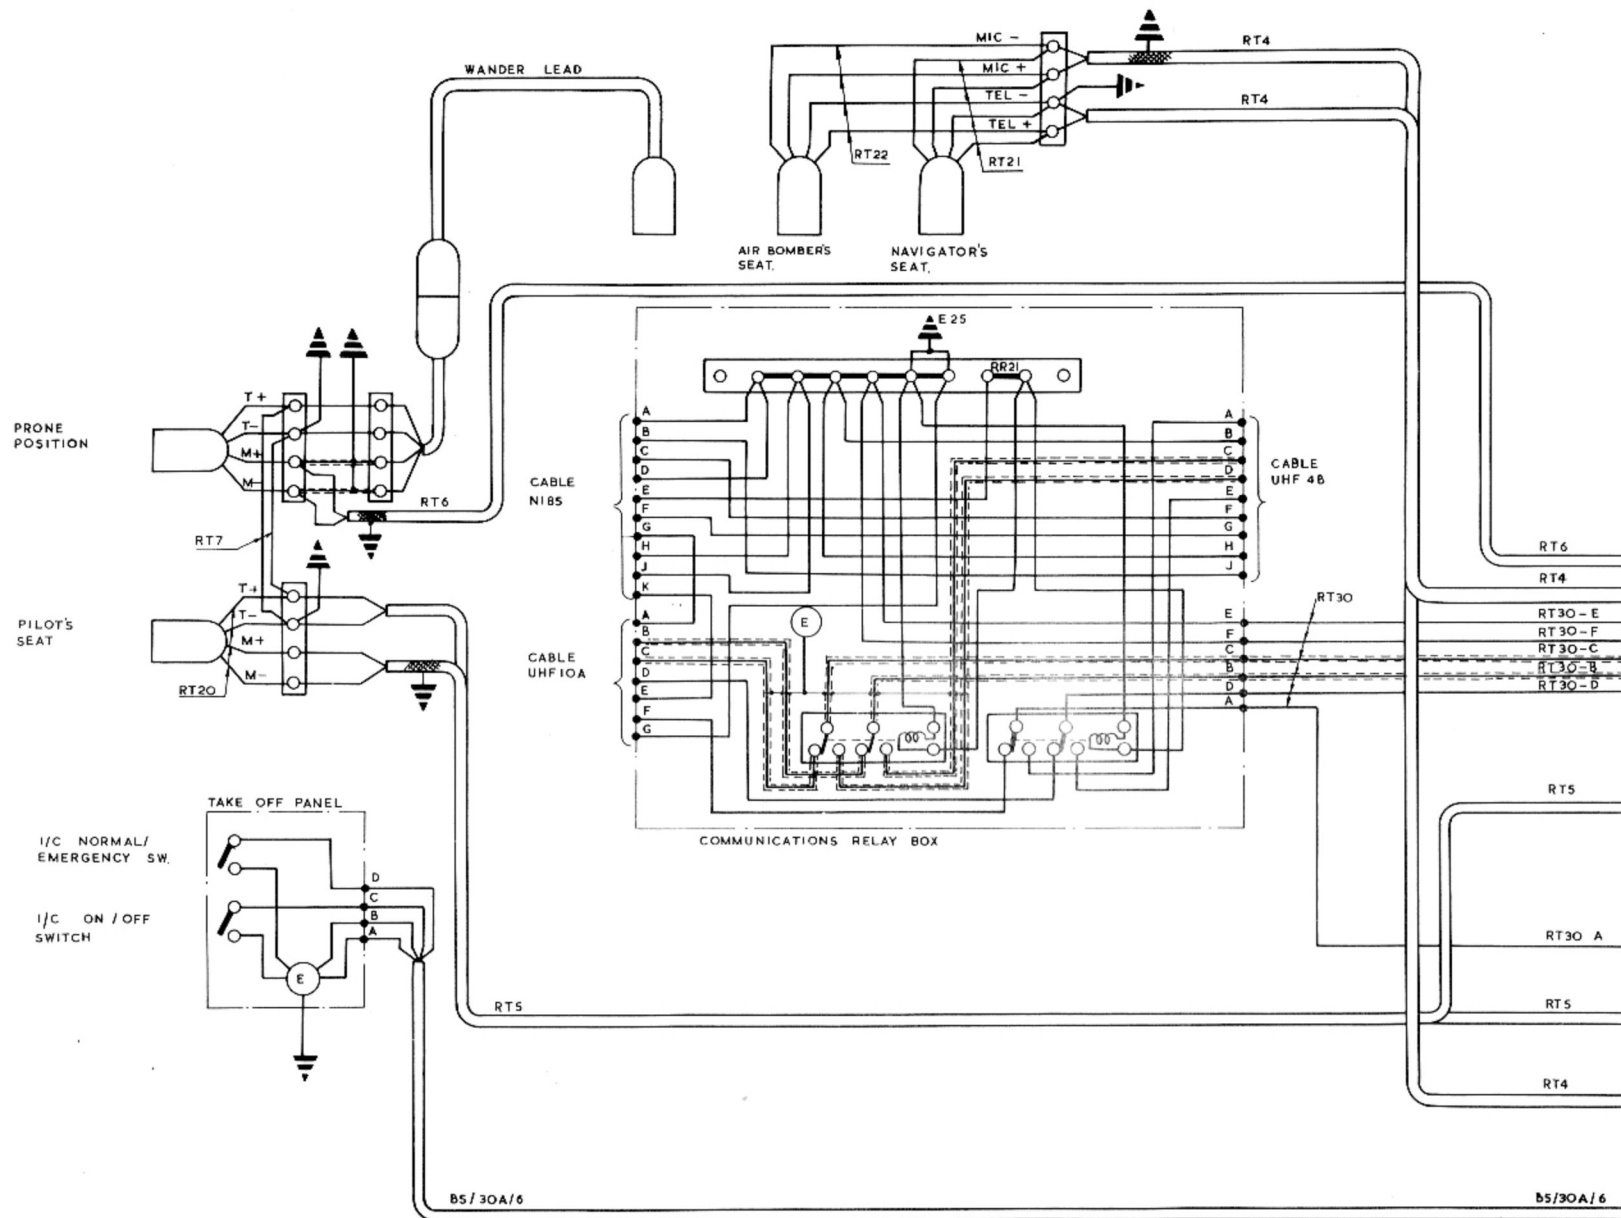 MIC -
MIC +
TEL -
TEL +
RT4
RT4
WANDER LEAD
RT22
RT21
AIR BOMBER'S
SEAT.
NAVIGATOR'S
SEAT.
E 25
RR21
PRONE
POSITION
T +
T-
M+
M-
RT6
RT7
CABLE
N185
A
B
C
D
E
F
G
H
J
K
A
B
C
D
E
F
G
H
J
CABLE
UHF 4B
PILOT'S
SEAT
T+
T-
M+
M-
RT20
CABLE
UHF10A
A
B
C
D
E
F
G
E
E
F
C
B
D
A
RT30
RT6
RT4
RT30-E
RT30-F
RT30-C
RT30-B
RT30-D
COMMUNICATIONS RELAY BOX
TAKE OFF PANEL
I/C NORMAL/
EMERGENCY SW.
I/C ON / OFF
SWITCH
D
C
B
A
E
RT5
RT5
RT30 A
RT5
RT4
B5/30A/6
B5/30A/6